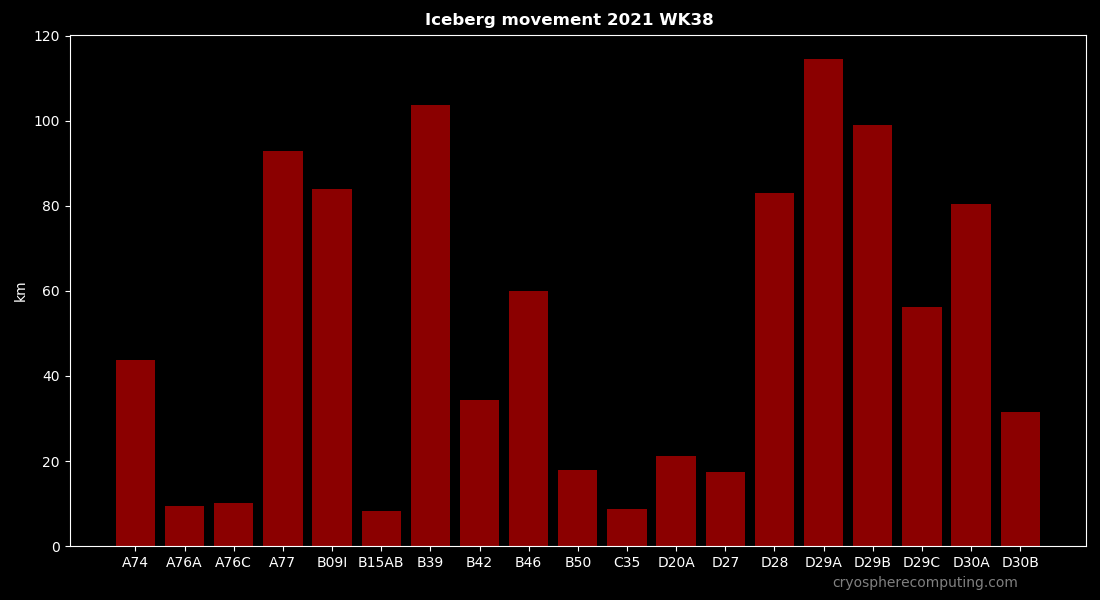 Iceberg movement 2021 WK38
120
100
80
60
40
20
0
km
A74 A76A A76C A77 B09I B15AB B39 B42 B46 B50 C35 D20A D27 D28 D29A D29B D29C D30A D30B
cryospherecomputing.com